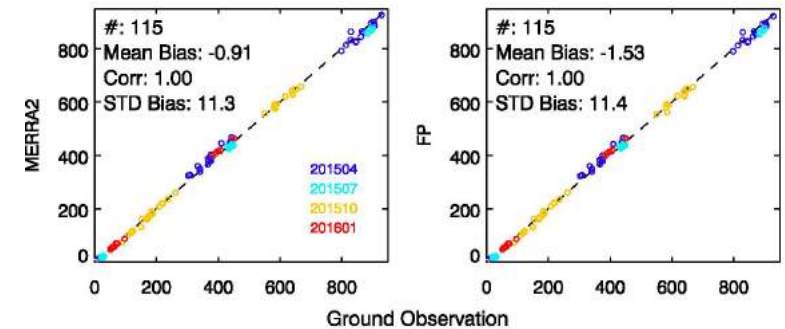 #: 115
Mean Bias: -0.91
Corr: 1.00
STD Bias: 11.3
MERRA2
800
600
400
200
0
201504
201507
201510
201601
0 200 400 600 800
#: 115
Mean Bias: -1.53
Corr: 1.00
STD Bias: 11.4
FP
800
600
400
200
0
0 200 400 600 800
Ground Observation